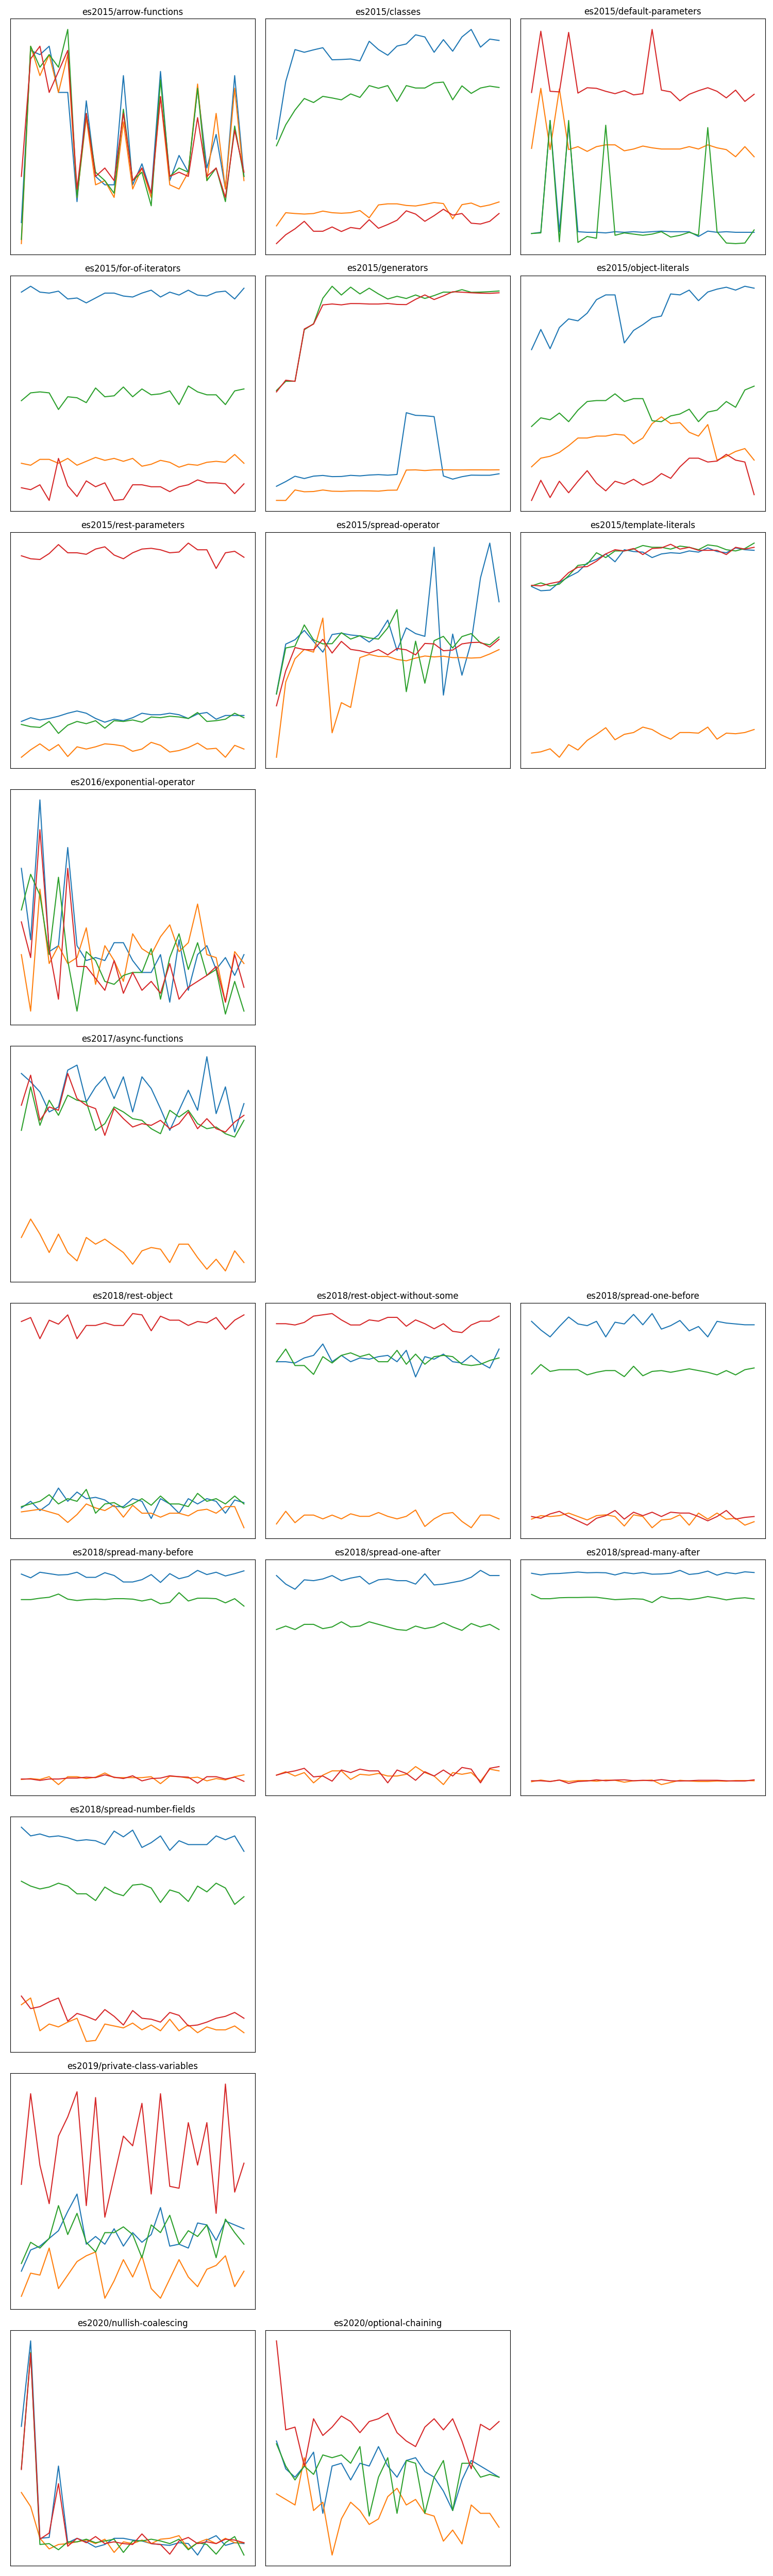 es2015/arrow-functions
es2015/classes
es2015/default-parameters
es2015/for-of-iterators
es2015/generators
es2015/object-literals
es2015/rest-parameters
es2015/spread-operator
es2015/template-literals
es2016/exponential-operator
es2017/async-functions
es2018/rest-object
es2018/rest-object-without-some
es2018/spread-one-before
es2018/spread-many-before
es2018/spread-one-after
es2018/spread-many-after
es2018/spread-number-fields
es2019/private-class-variables
es2020/nullish-coalescing
es2020/optional-chaining